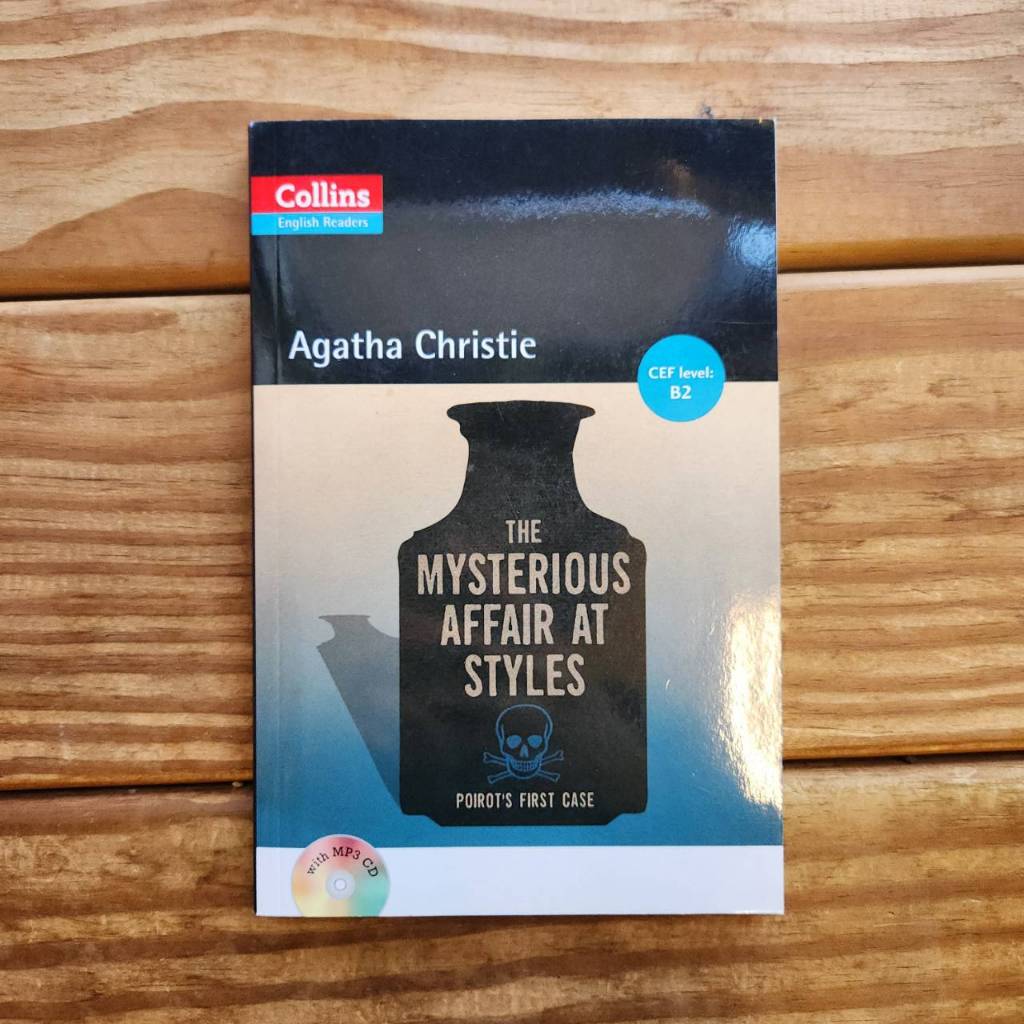 Collins
English Readers
Agatha Christie
CEF level:
B2
THE
MYSTERIOUS
AFFAIR AT
STYLES
POIROT'S FIRST CASE
with MP3 CD